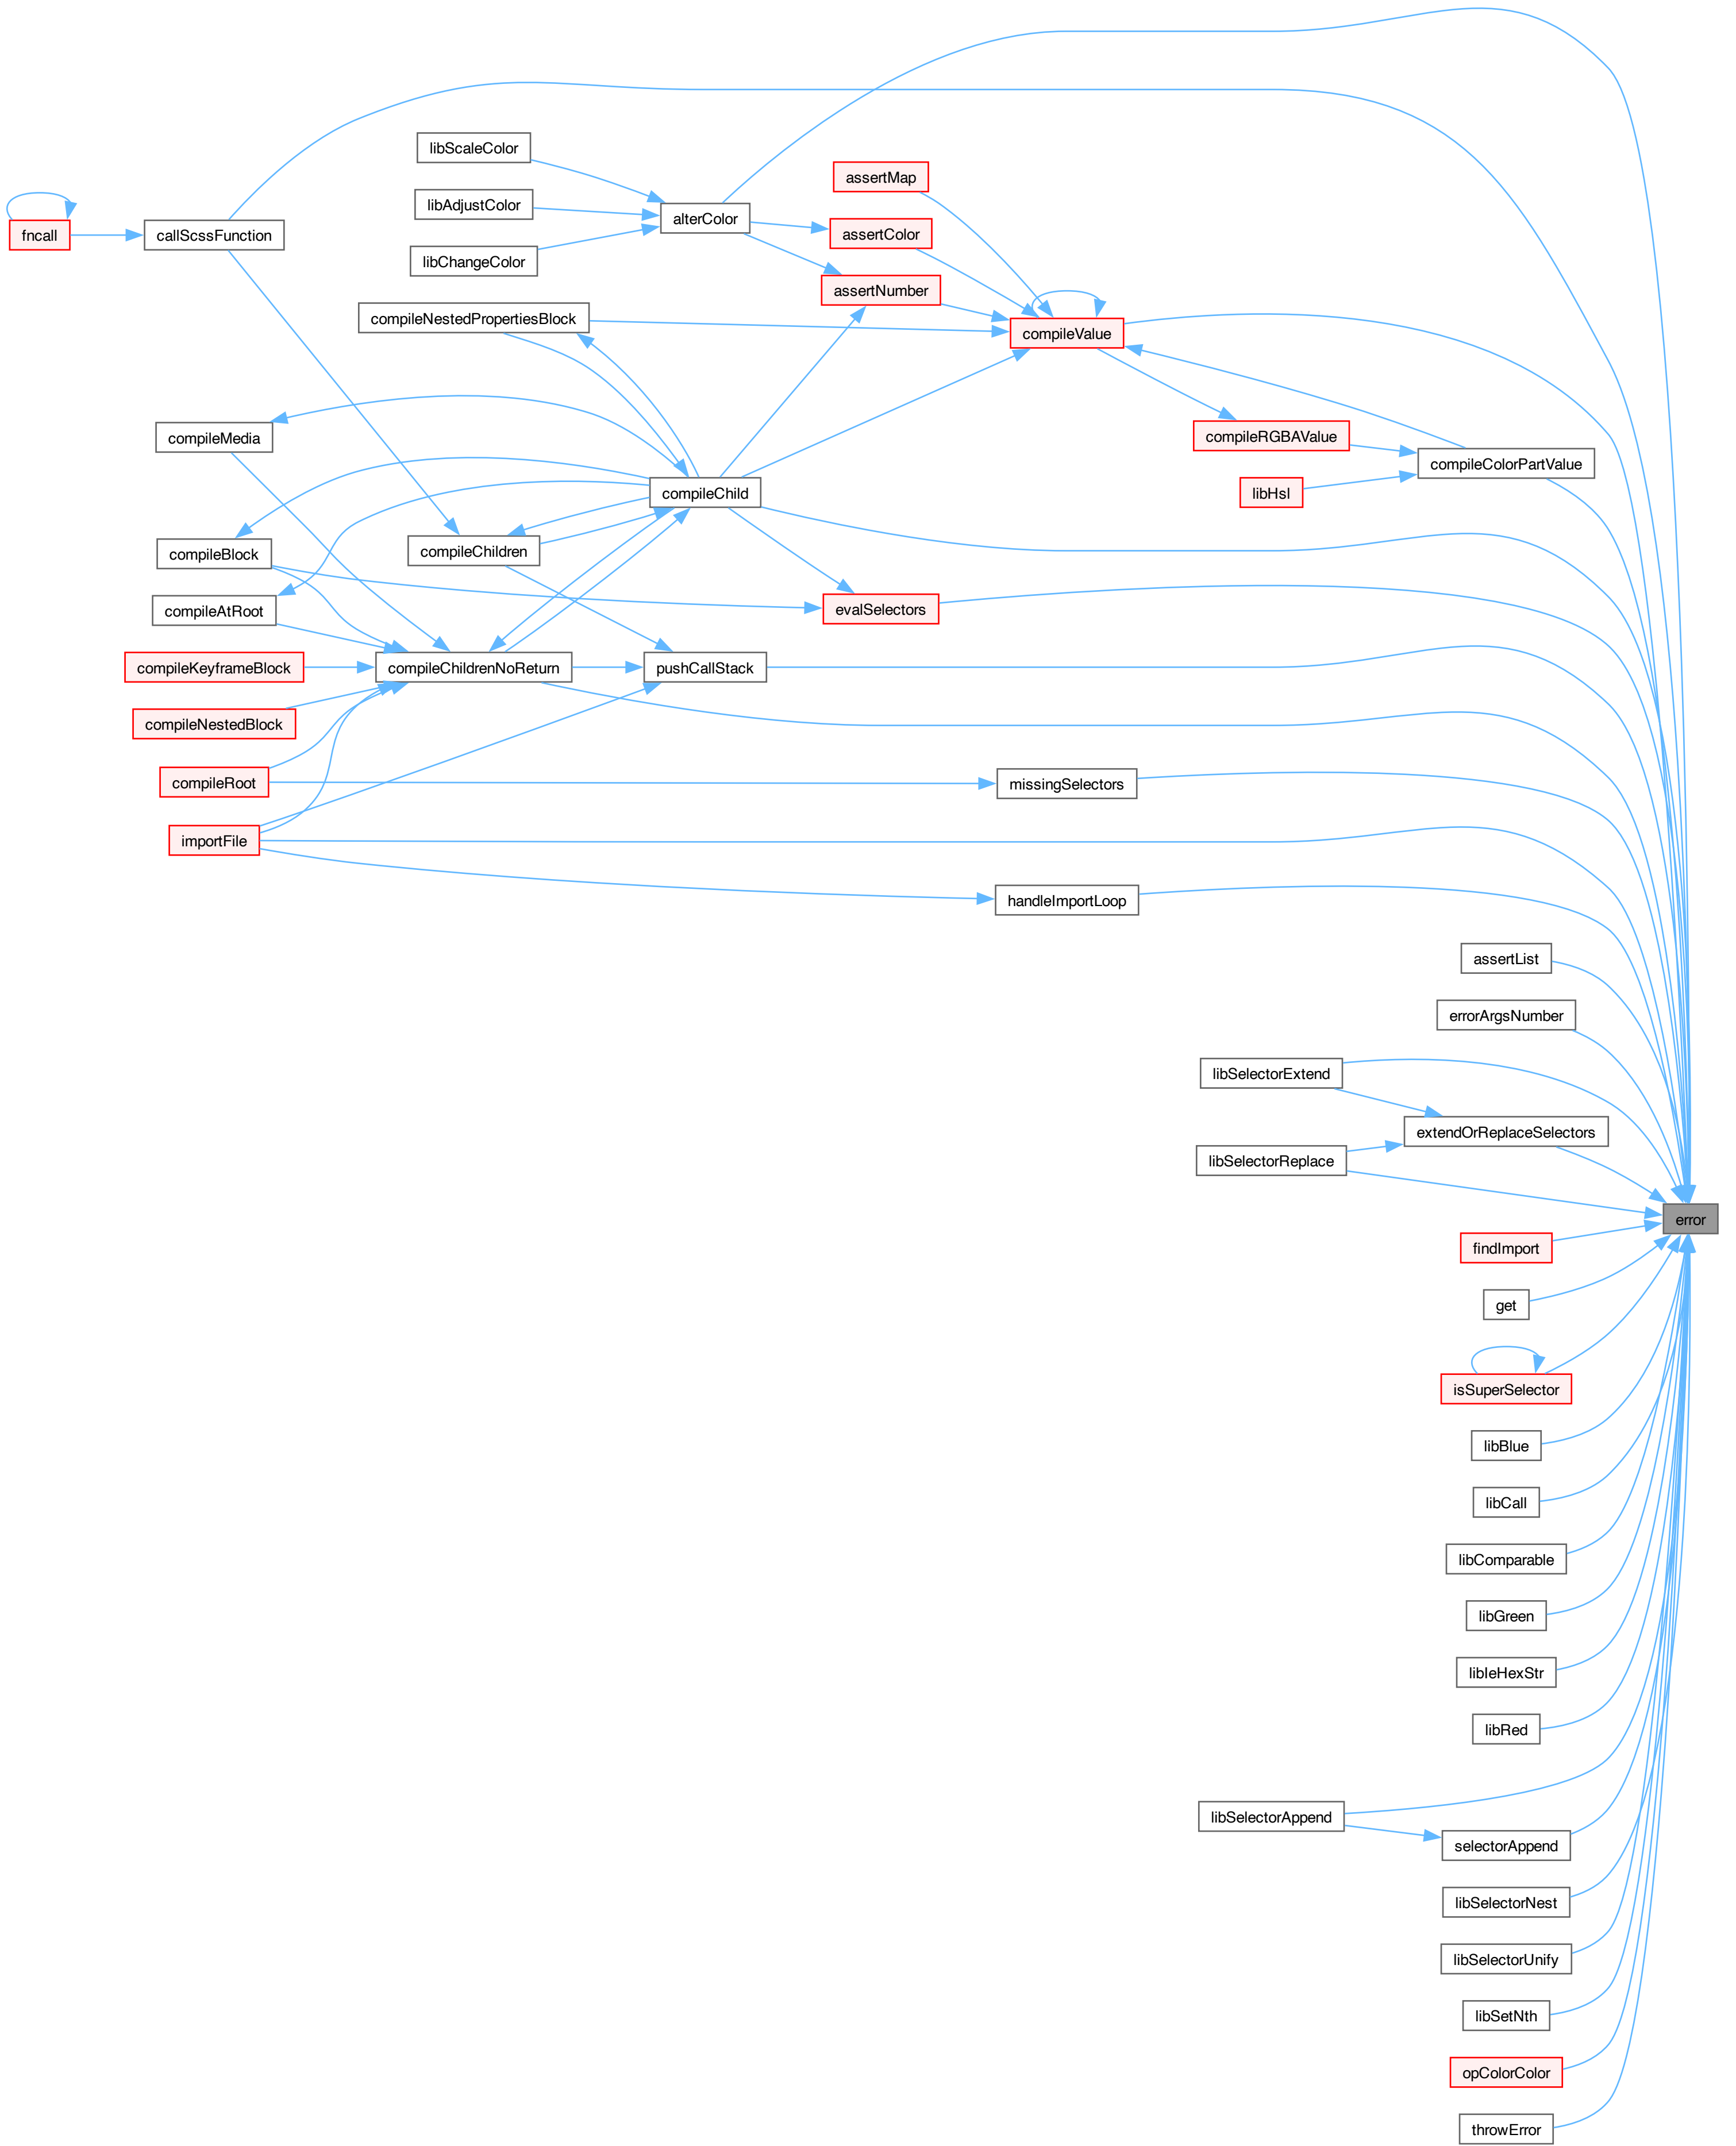 libScaleColor
assertMap
libAdjustColor
alterColor
fncall
callScssFunction
assertColor
libChangeColor
assertNumber
compileNestedPropertiesBlock
compileValue
compileMedia
compileRGBAValue
compileColorPartValue
compileChild
libHsl
compileChildren
compileBlock
compileAtRoot
evalSelectors
compileKeyframeBlock
compileChildrenNoReturn
pushCallStack
compileNestedBlock
compileRoot
missingSelectors
importFile
handleImportLoop
assertList
errorArgsNumber
libSelectorExtend
extendOrReplaceSelectors
libSelectorReplace
error
findImport
get
isSuperSelector
libBlue
libCall
libComparable
libGreen
libIeHexStr
libRed
libSelectorAppend
selectorAppend
libSelectorNest
libSelectorUnify
libSetNth
opColorColor
throwError